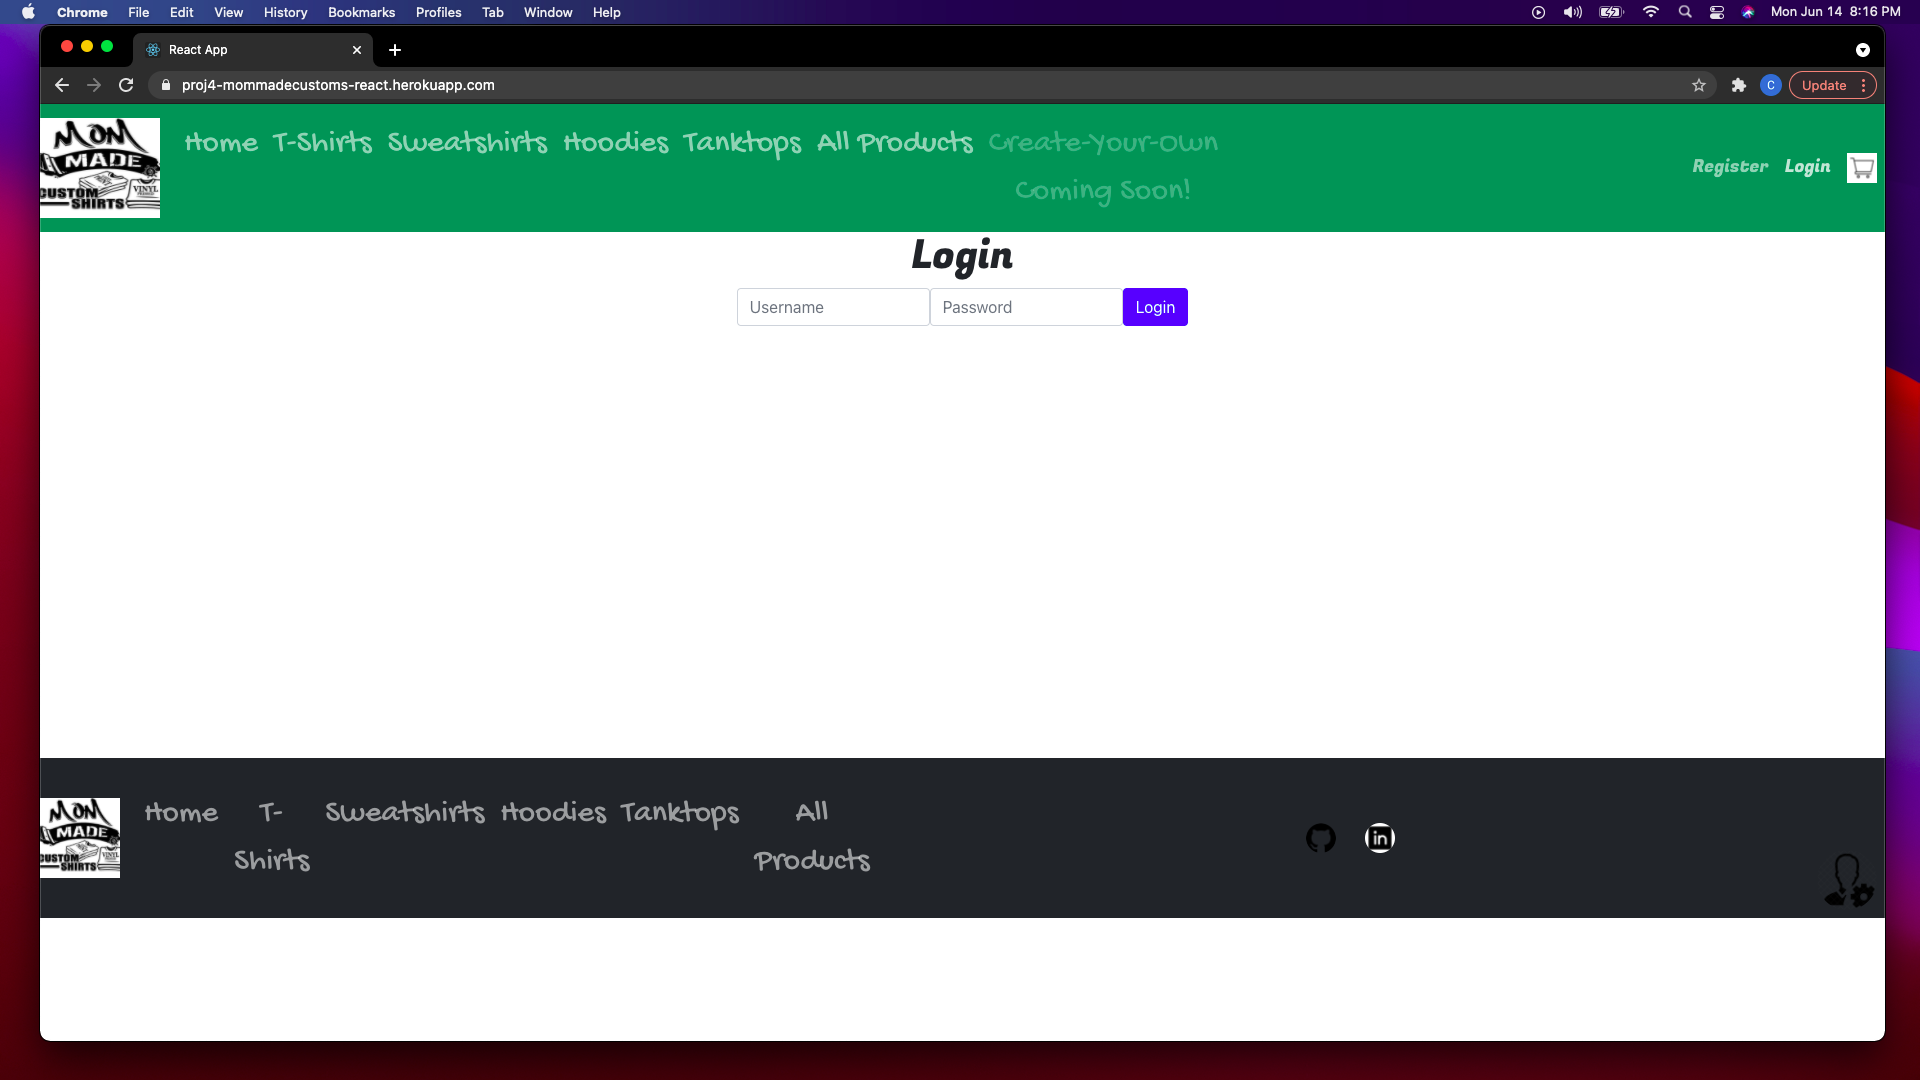 Chrome File Edit View History Bookmarks Profiles Tab Window Help Mon Jun 14 8:16 PM
React App
proj4-mommadecustoms-react.herokuapp.com C Update
MOM
MADE
CUSTOM
SHIRTS
VINYL
Home T-Shirts Sweatshirts Hoodies Tanktops All Products Create-Your-Own
Coming Soon!
Register Login
Login
Username Password Login
MOM
MADE
CUSTOM
SHIRTS
VINYL
Home T- Sweatshirts Hoodies Tanktops All
Shirts Products
in